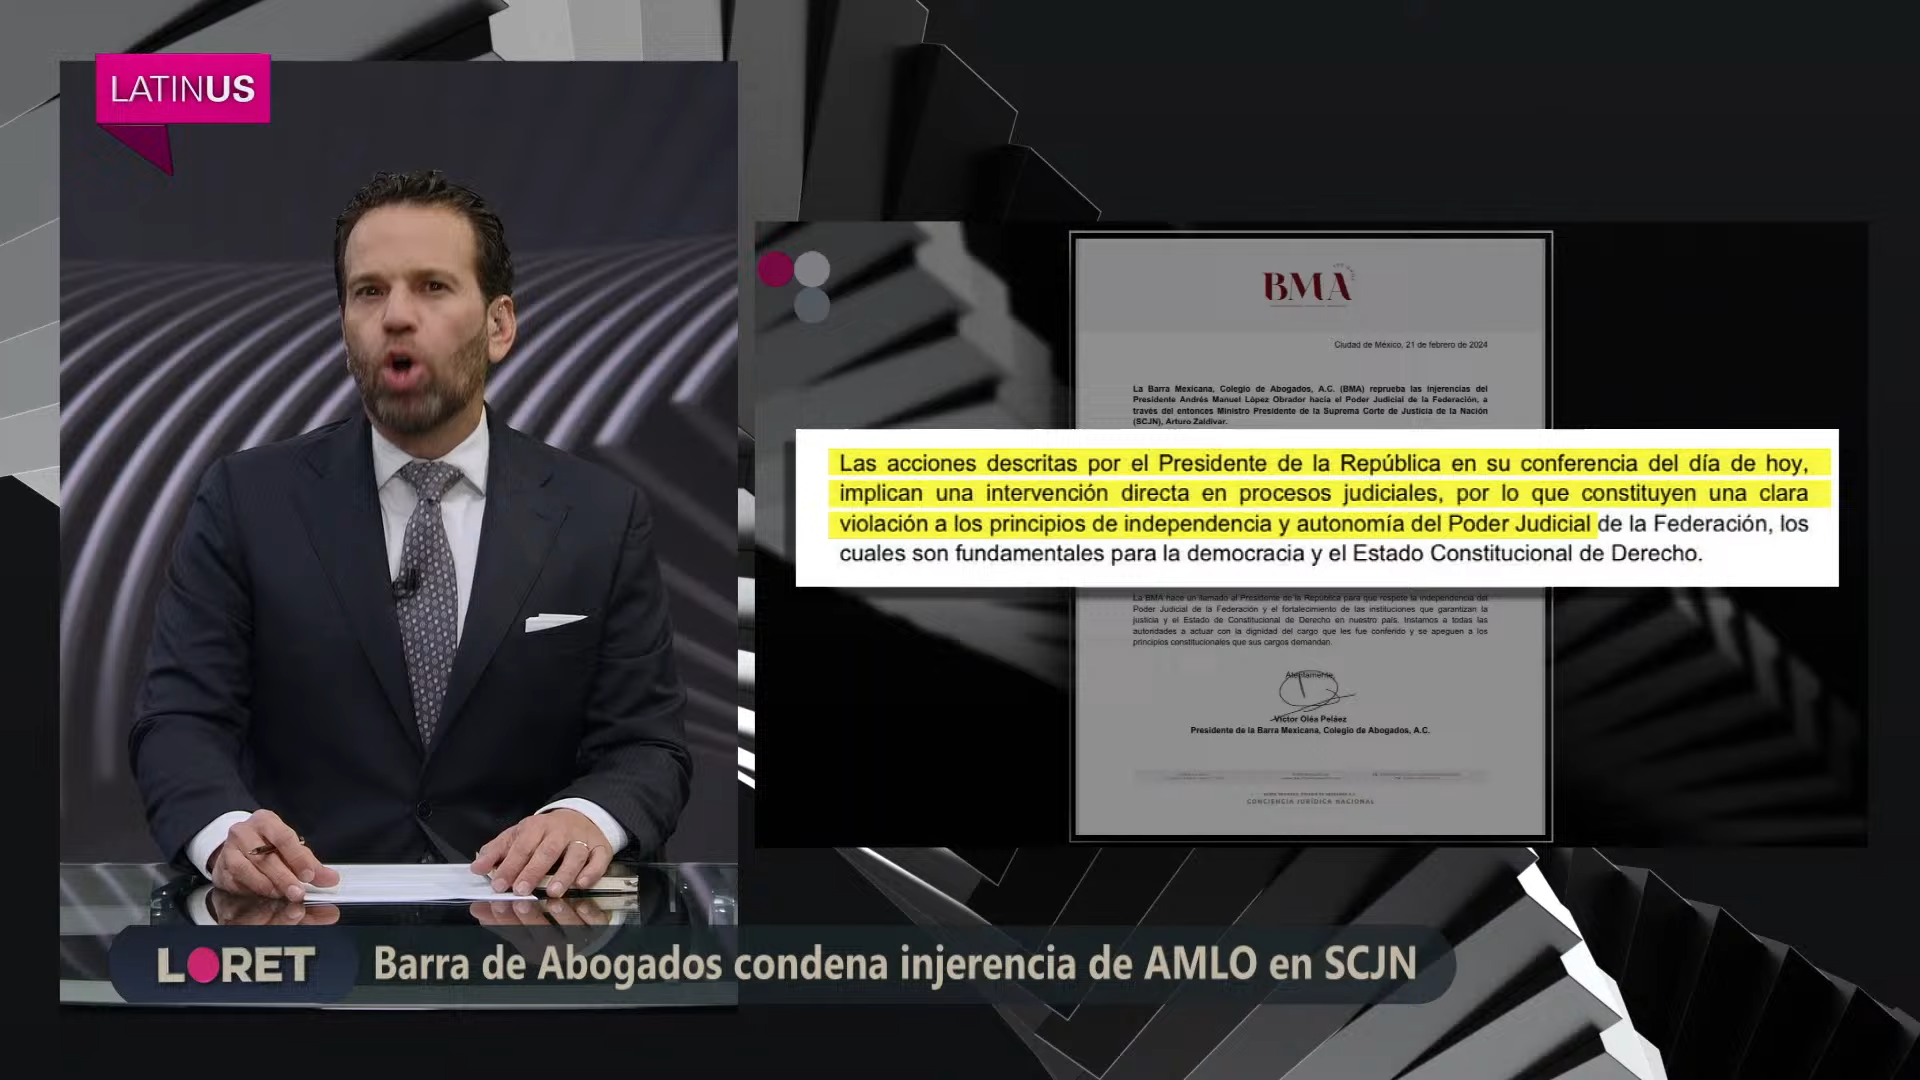 LATINUS
BMA
Ciudad de México, 21 de febrero de 2024
La Barra Mexicana, Colegio de Abogados, A.C. (BMA) reprueba las injerencias del
Presidente Andrés Manuel López Obrador hacia el Poder Judicial de la Federación, a
través del entonces Ministro Presidente de la Suprema Corte de Justicia de la Nación
(SCJN), Arturo Zaldívar.
Las acciones descritas por el Presidente de la República en su conferencia del día de hoy,
implican una intervención directa en procesos judiciales, por lo que constituyen una clara
violación a los principios de independencia y autonomía del Poder Judicial de la Federación, los
cuales son fundamentales para la democracia y el Estado Constitucional de Derecho.
La BMA hace un llamado al Presidente de la República para que respete la independencia del
Poder Judicial de la Federación y el fortalecimiento de las instituciones que garantizan la
justicia y el Estado de Constitucional de Derecho en nuestro país. Instamos a todas las
autoridades a actuar con la dignidad del cargo que les fue conferido y se apeguen a los
principios constitucionales que sus cargos demandan.
Atentamente,
Víctor Oléa Peláez
Presidente de la Barra Mexicana, Colegio de Abogados, A.C.
CONCIENCIA JURÍDICA NACIONAL
LORET
Barra de Abogados condena injerencia de AMLO en SCJN